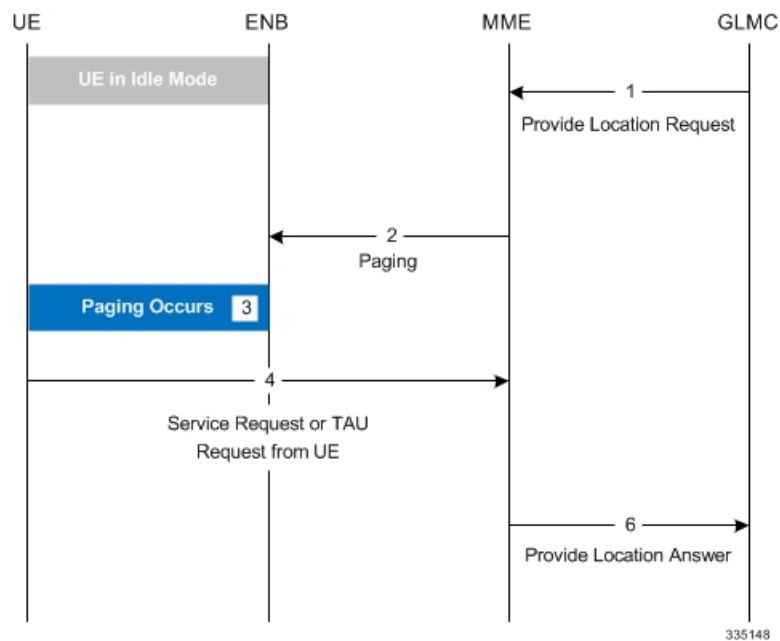 UE ENB MME GLMC
UE in Idle Mode
1
Provide Location Request
2
Paging
Paging Occurs 3
4
Service Request or TAU
Request from UE
6
Provide Location Answer
335148